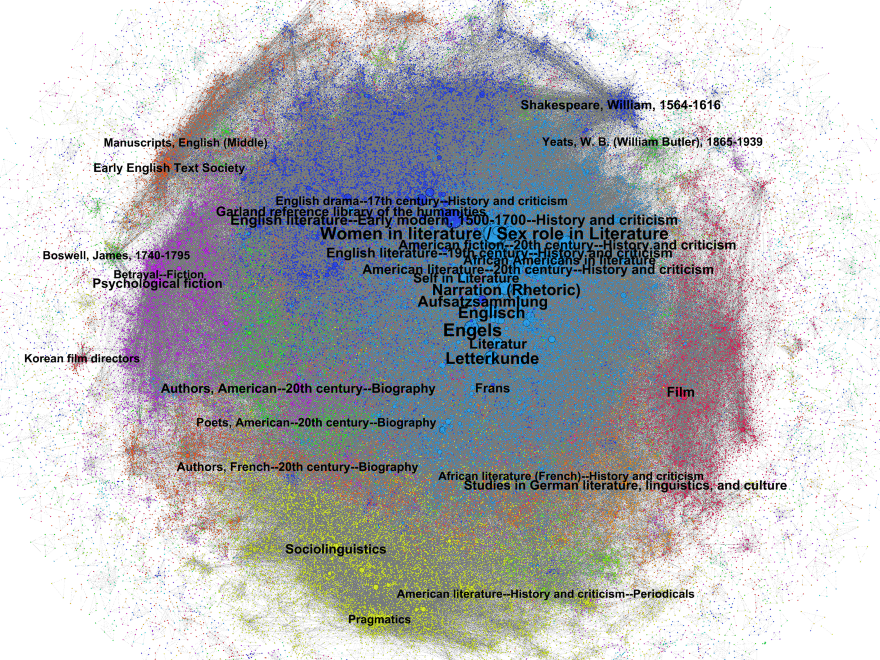 Shakespeare, William, 1564-1616
Manuscripts, English (Middle)
Yeats, W. B. (William Butler), 1865-1939
Early English Text Society
English drama--17th century--History and criticism
Garland reference library of the humanities
English literature--Early modern, 1500-1700--History and criticism
Women in literature / Sex role in Literature
American fiction--20th century--History and criticism
English literature--19th century--History and criticism
Boswell, James, 1740-1795
African Americans in literature
American literature--20th century--History and criticism
Betrayal--Fiction
Self in Literature
Psychological fiction
Narration (Rhetoric)
Aufsatzsammlung
Englisch
Engels
Literatur
Korean film directors
Letterkunde
Authors, American--20th century--Biography
Frans
Film
Poets, American--20th century--Biography
Authors, French--20th century--Biography
African literature (French)--History and criticism
Studies in German literature, linguistics, and culture
Sociolinguistics
American literature--History and criticism--Periodicals
Pragmatics